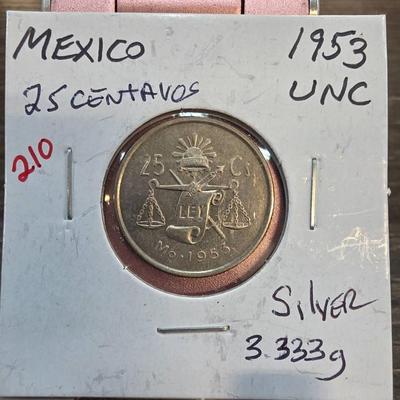 MEXICO 1953
25 CENTAVOS UNC
210
25 Cs.
LEY
Mo·1953.
SilVER
3.333g